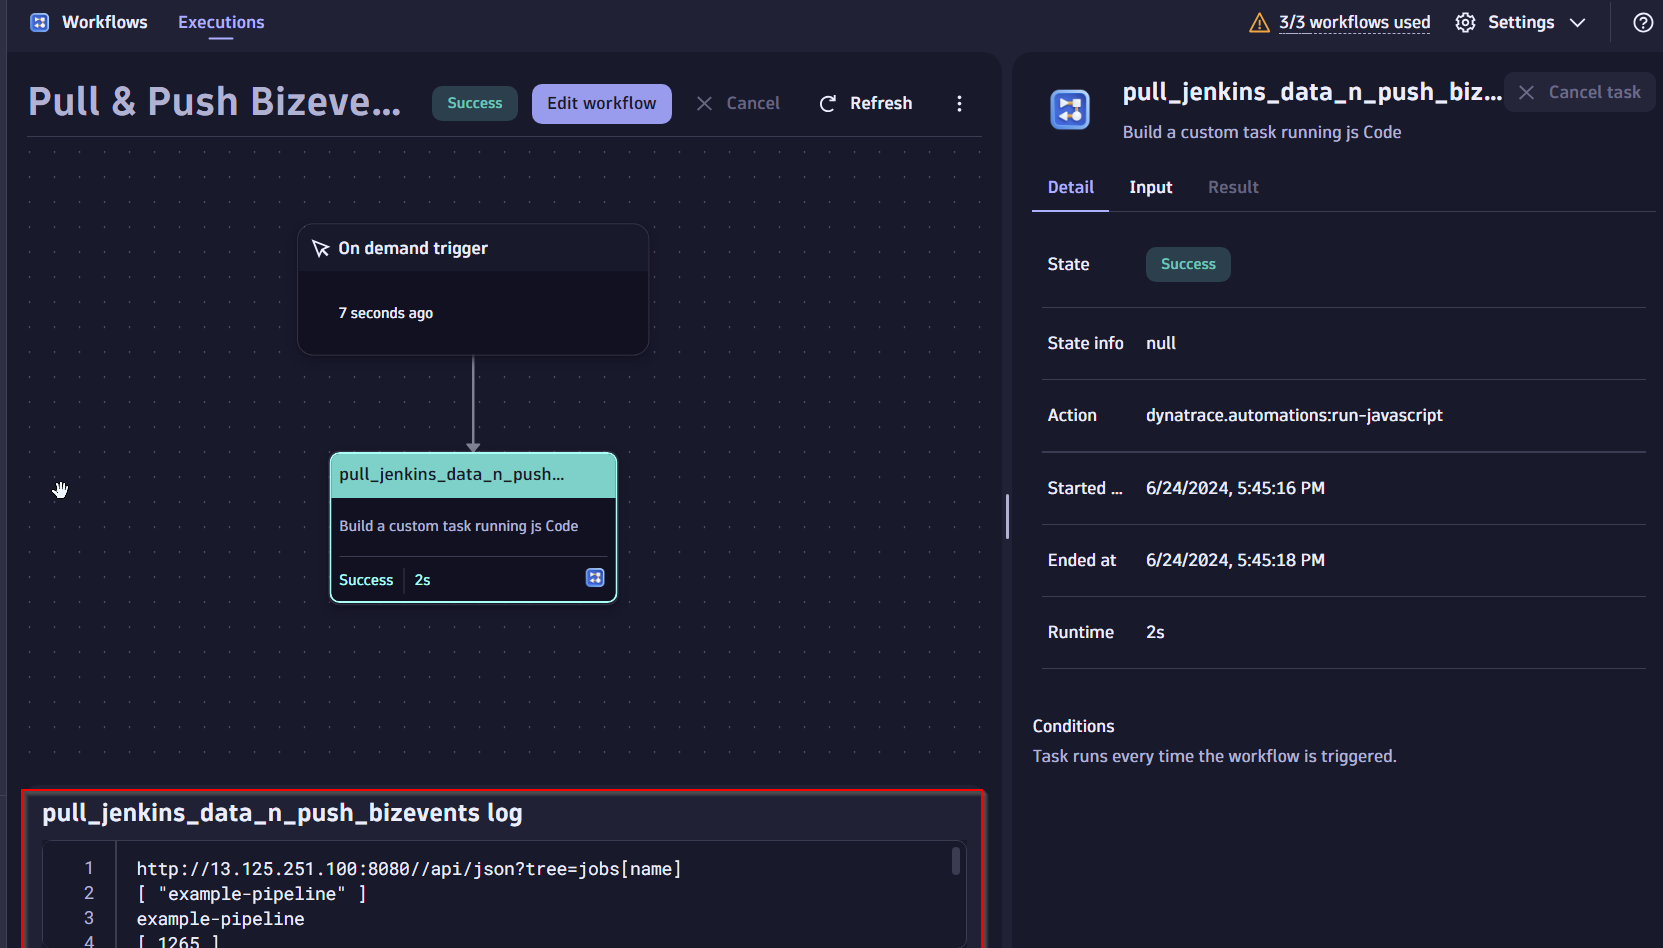 Workflows Executions 3/3 workflows used Settings
Pull & Push Bizeve... Success Edit workflow Cancel Refresh
On demand trigger
7 seconds ago
pull_jenkins_data_n_push...
Build a custom task running js Code
Success 2s
pull_jenkins_data_n_push_bizevents log
1 http://13.125.251.100:8080//api/json?tree=jobs[name]
2 [ "example-pipeline" ]
3 example-pipeline
4 [ 1265 ]
pull_jenkins_data_n_push_biz... Cancel task
Build a custom task running js Code
Detail Input Result
State Success
State info null
Action dynatrace.automations:run-javascript
Started ... 6/24/2024, 5:45:16 PM
Ended at 6/24/2024, 5:45:18 PM
Runtime 2s
Conditions
Task runs every time the workflow is triggered.